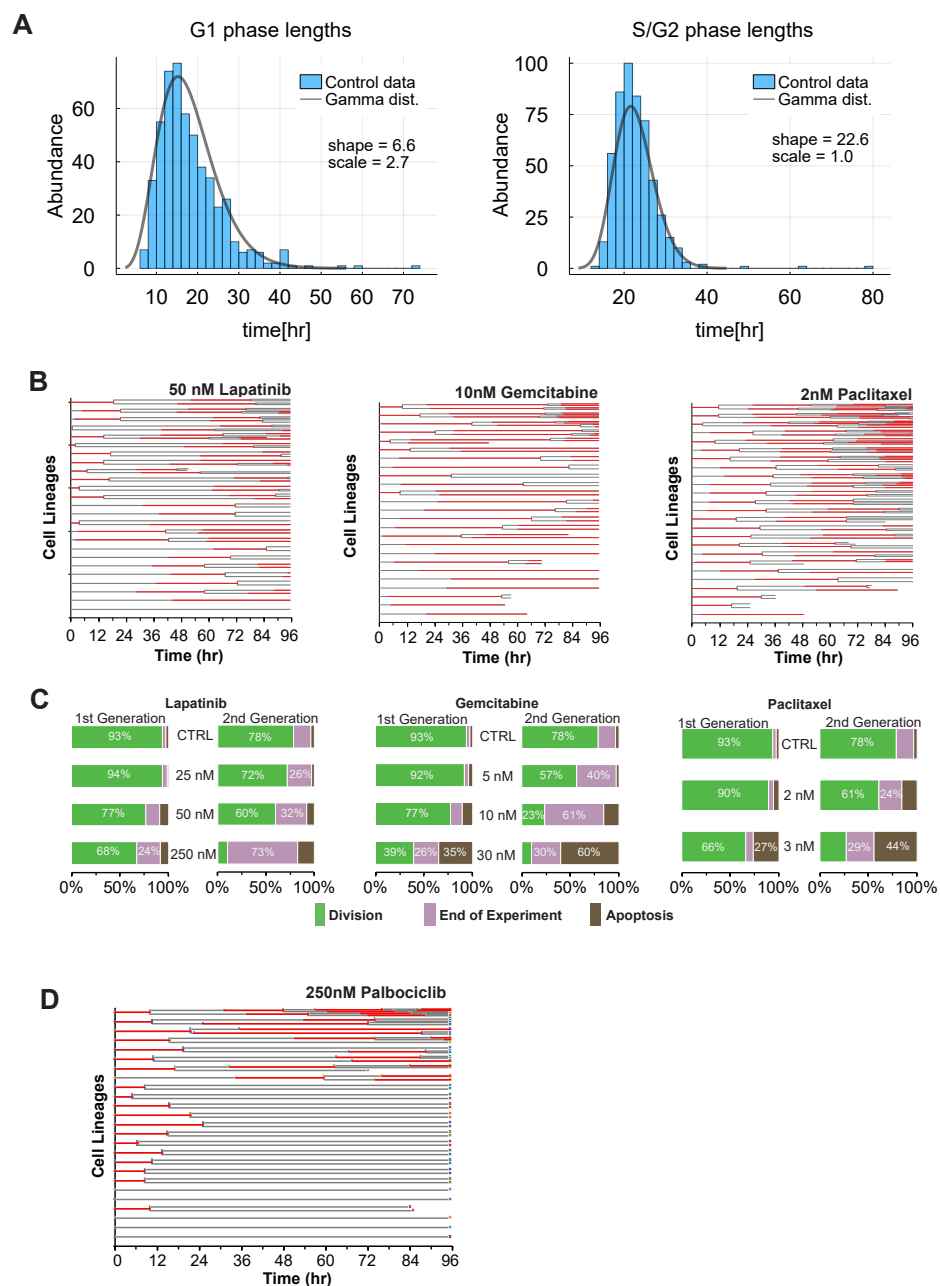 A
G1 phase lengths
Abundance
60
40
20
0
Control data
Gamma dist.
shape = 6.6
scale = 2.7
10 20 30 40 50 60 70
time[hr]
S/G2 phase lengths
Abundance
100
75
50
25
0
Control data
Gamma dist.
shape = 22.6
scale = 1.0
20 40 60 80
time[hr]
B
50 nM Lapatinib
Cell Lineages
0 12 24 36 48 60 72 84 96
Time (hr)
10nM Gemcitabine
Cell Lineages
0 12 24 36 48 60 72 84 96
Time (hr)
2nM Paclitaxel
Cell Lineages
0 12 24 36 48 60 72 84 96
Time (hr)
C
Lapatinib
1st Generation 2nd Generation
93% CTRL 78%
94% 25 nM 72% 26%
77% 50 nM 60% 32%
68% 24% 250 nM 73%
0% 50% 100% 0% 50% 100%
Gemcitabine
1st Generation 2nd Generation
93% CTRL 78%
92% 5 nM 57% 40%
77% 10 nM 23% 61%
39% 26% 35% 30 nM 30% 60%
0% 50% 100% 0% 50% 100%
Paclitaxel
1st Generation 2nd Generation
93% CTRL 78%
90% 2 nM 61% 24%
66% 27% 3 nM 29% 44%
0% 50% 100% 0% 50% 100%
Division End of Experiment Apoptosis
D
250nM Palbociclib
Cell Lineages
0 12 24 36 48 60 72 84 96
Time (hr)